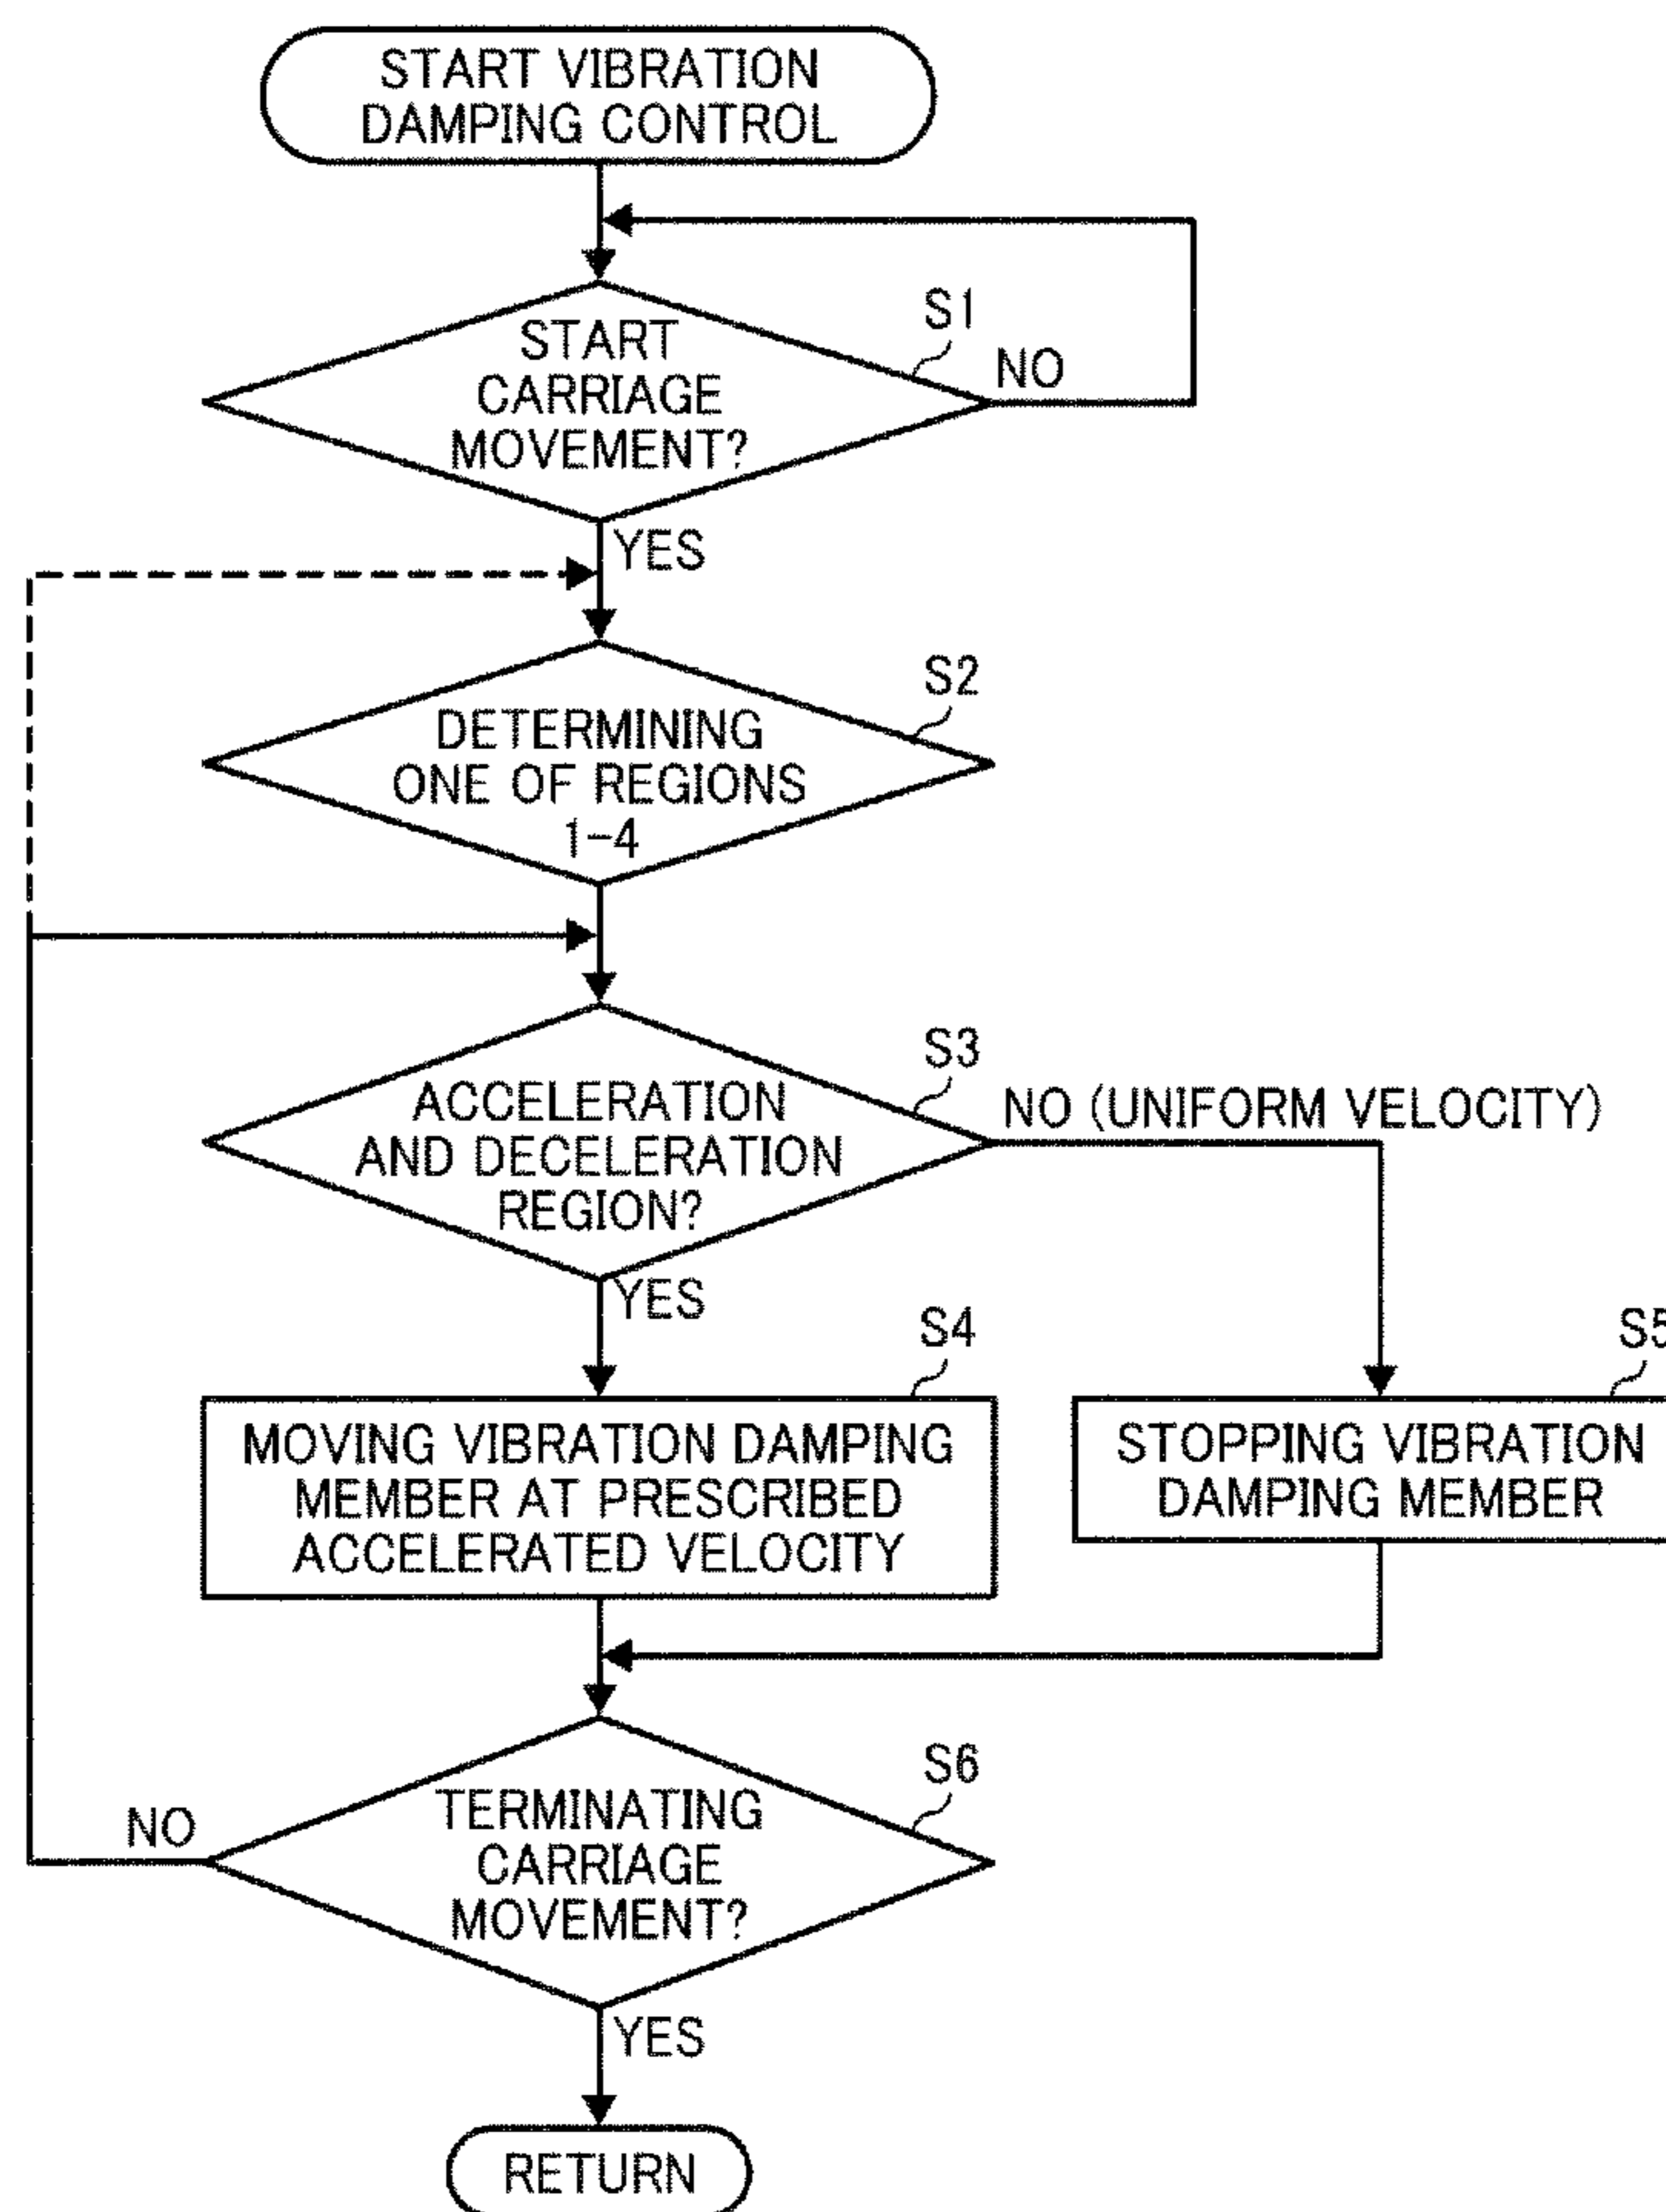 START VIBRATION
DAMPING CONTROL
S1
START
CARRIAGE
MOVEMENT?
NO
YES
S2
DETERMINING
ONE OF REGIONS
1-4
S3
ACCELERATION
AND DECELERATION
REGION?
NO (UNIFORM VELOCITY)
YES
S4
MOVING VIBRATION DAMPING
MEMBER AT PRESCRIBED
ACCELERATED VELOCITY
S5
STOPPING VIBRATION
DAMPING MEMBER
S6
TERMINATING
CARRIAGE
MOVEMENT?
NO
YES
RETURN